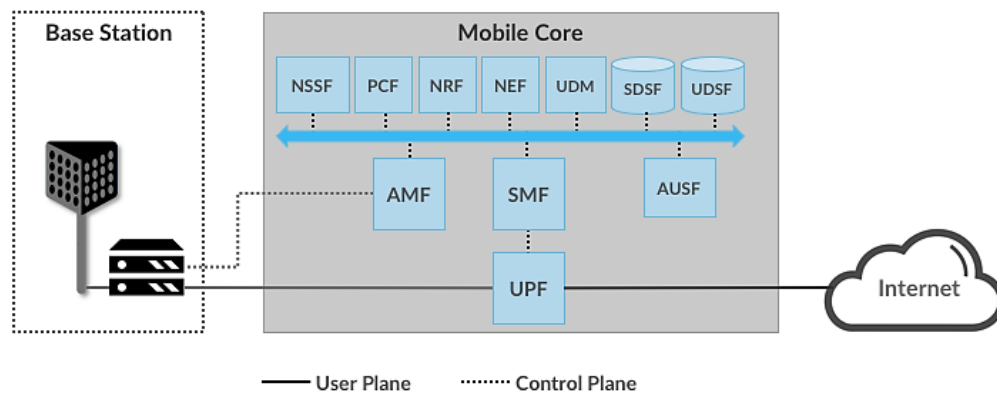 Base Station
Mobile Core
NSSF
PCF
NRF
NEF
UDM
SDSF
UDSF
AMF
SMF
AUSF
UPF
Internet
User Plane
Control Plane